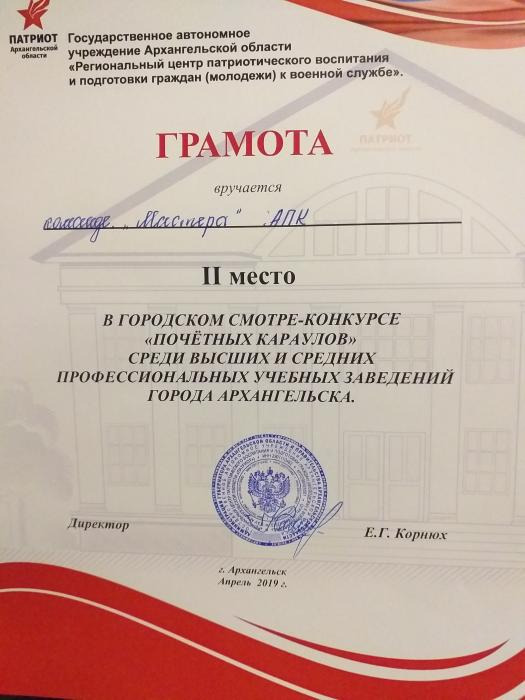 ПАТРИОТ
Архангельской
области
Государственное автономное
учреждение Архангельской области
«Региональный центр патриотического воспитания
и подготовки граждан (молодежи) к военной службе».
ПАТРИОТ
ГРАМОТА
вручается
команде „Мастера" АПК
II место
В ГОРОДСКОМ СМОТРЕ-КОНКУРСЕ
«ПОЧЁТНЫХ КАРАУЛОВ»
СРЕДИ ВЫСШИХ И СРЕДНИХ
ПРОФЕССИОНАЛЬНЫХ УЧЕБНЫХ ЗАВЕДЕНИЙ
ГОРОДА АРХАНГЕЛЬСКА.
Директор
Е.Г. Корнюх
г. Архангельск
Апрель 2019 г.